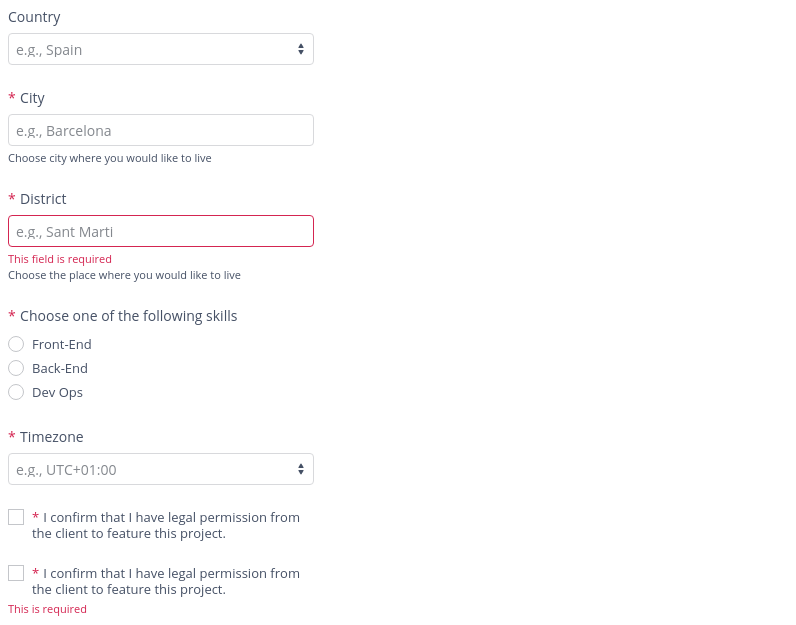 Country
e.g., Spain
* City
e.g., Barcelona
Choose city where you would like to live
* District
e.g., Sant Marti
This field is required
Choose the place where you would like to live
* Choose one of the following skills
Front-End
Back-End
Dev Ops
* Timezone
e.g., UTC+01:00
* I confirm that I have legal permission from
the client to feature this project.
* I confirm that I have legal permission from
the client to feature this project.
This is required